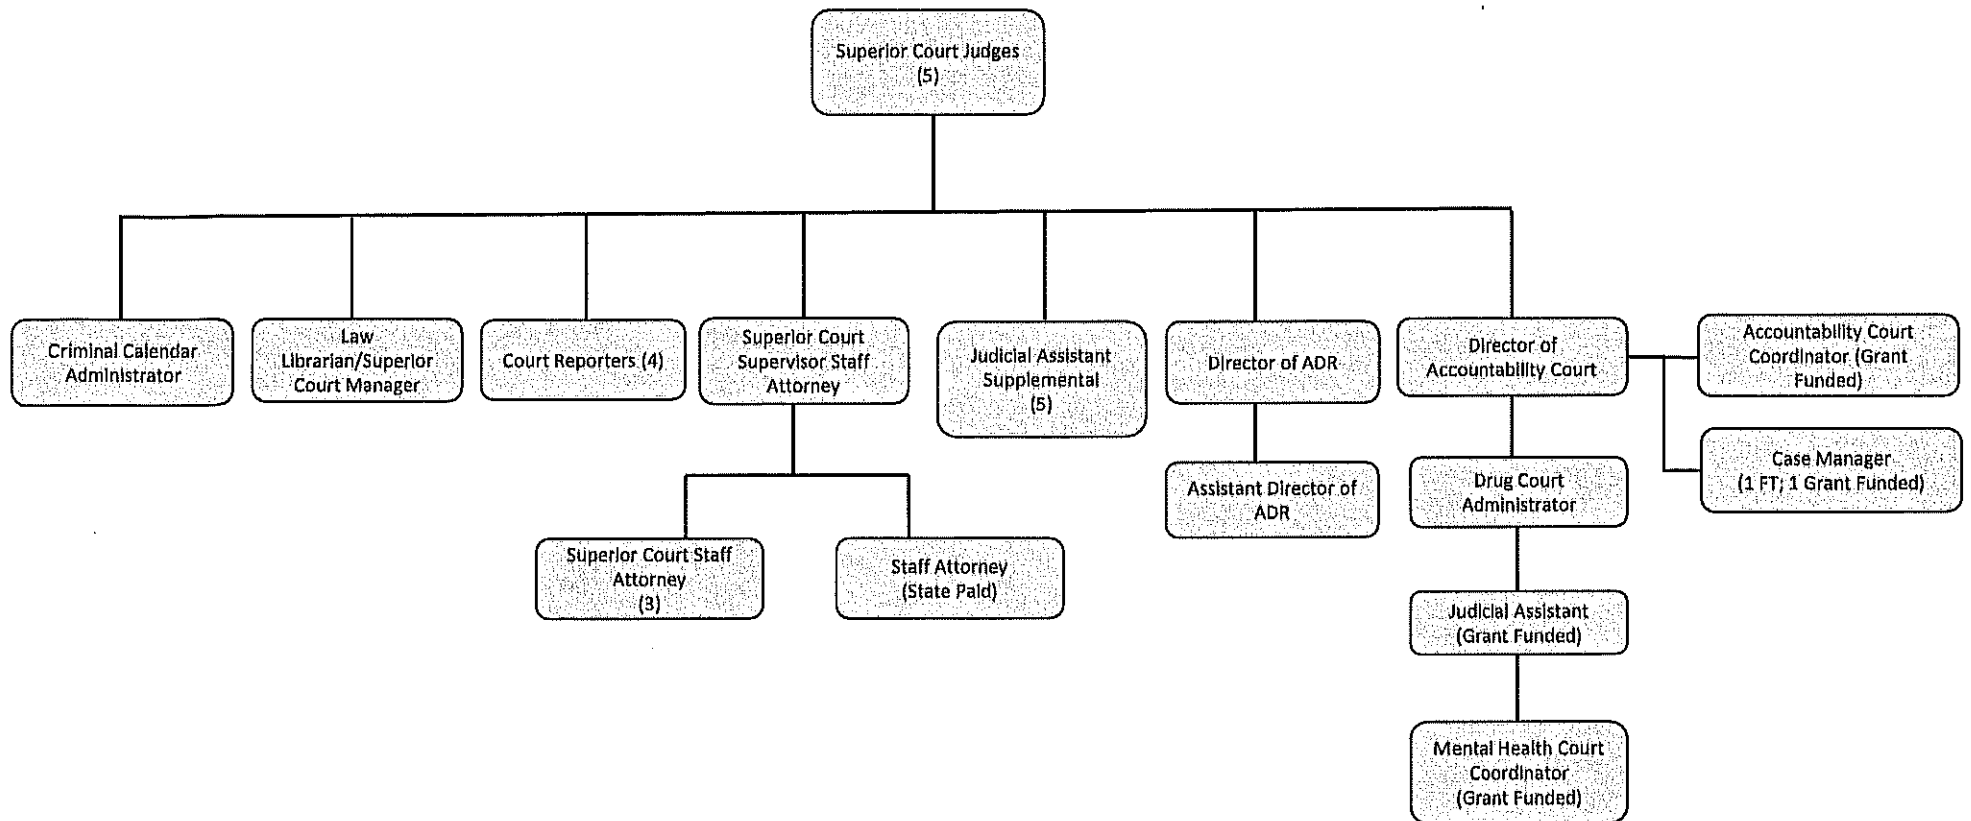 Superior Court Judges
(5)
Criminal Calendar
Administrator
Law
Librarian/Superior
Court Manager
Court Reporters (4)
Superior Court
Supervisor Staff
Attorney
Judicial Assistant
Supplemental
(5)
Director of ADR
Director of
Accountability Court
Accountability Court
Coordinator (Grant
Funded)
Case Manager
(1 FT; 1 Grant Funded)
Assistant Director of
ADR
Drug Court
Administrator
Superior Court Staff
Attorney
(3)
Staff Attorney
(State Paid)
Judicial Assistant
(Grant Funded)
Mental Health Court
Coordinator
(Grant Funded)